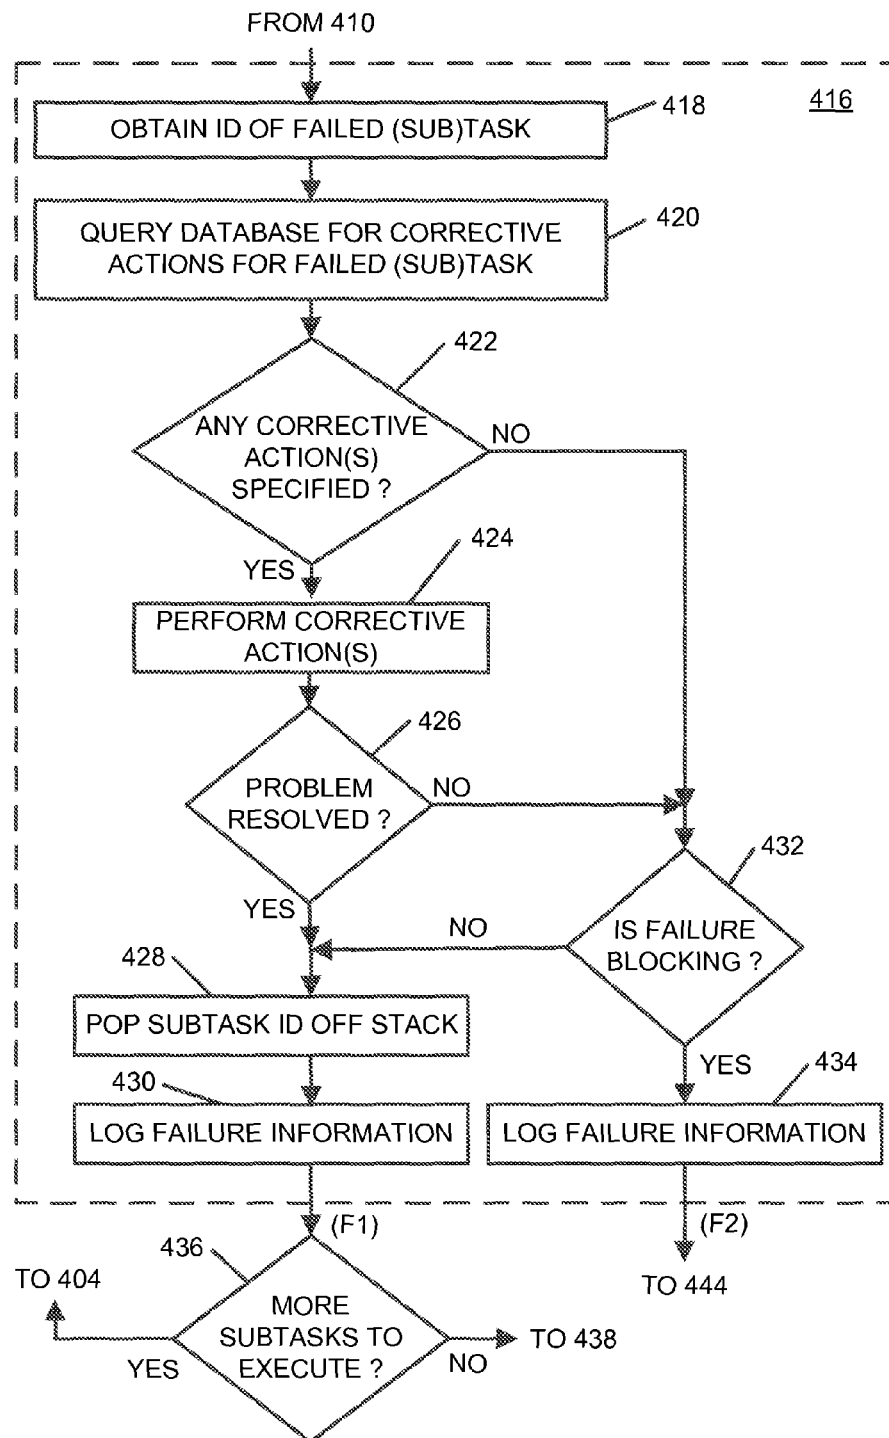 FROM 410
416
418
OBTAIN ID OF FAILED (SUB)TASK
420
QUERY DATABASE FOR CORRECTIVE
ACTIONS FOR FAILED (SUB)TASK
422
ANY CORRECTIVE
ACTION(S)
SPECIFIED ?
NO
YES
424
PERFORM CORRECTIVE
ACTION(S)
426
PROBLEM
RESOLVED ?
NO
YES
432
IS FAILURE
BLOCKING ?
NO
YES
428
POP SUBTASK ID OFF STACK
430
LOG FAILURE INFORMATION
434
LOG FAILURE INFORMATION
(F1)
(F2)
436
TO 404
TO 444
MORE
SUBTASKS TO
EXECUTE ?
YES
NO
TO 438